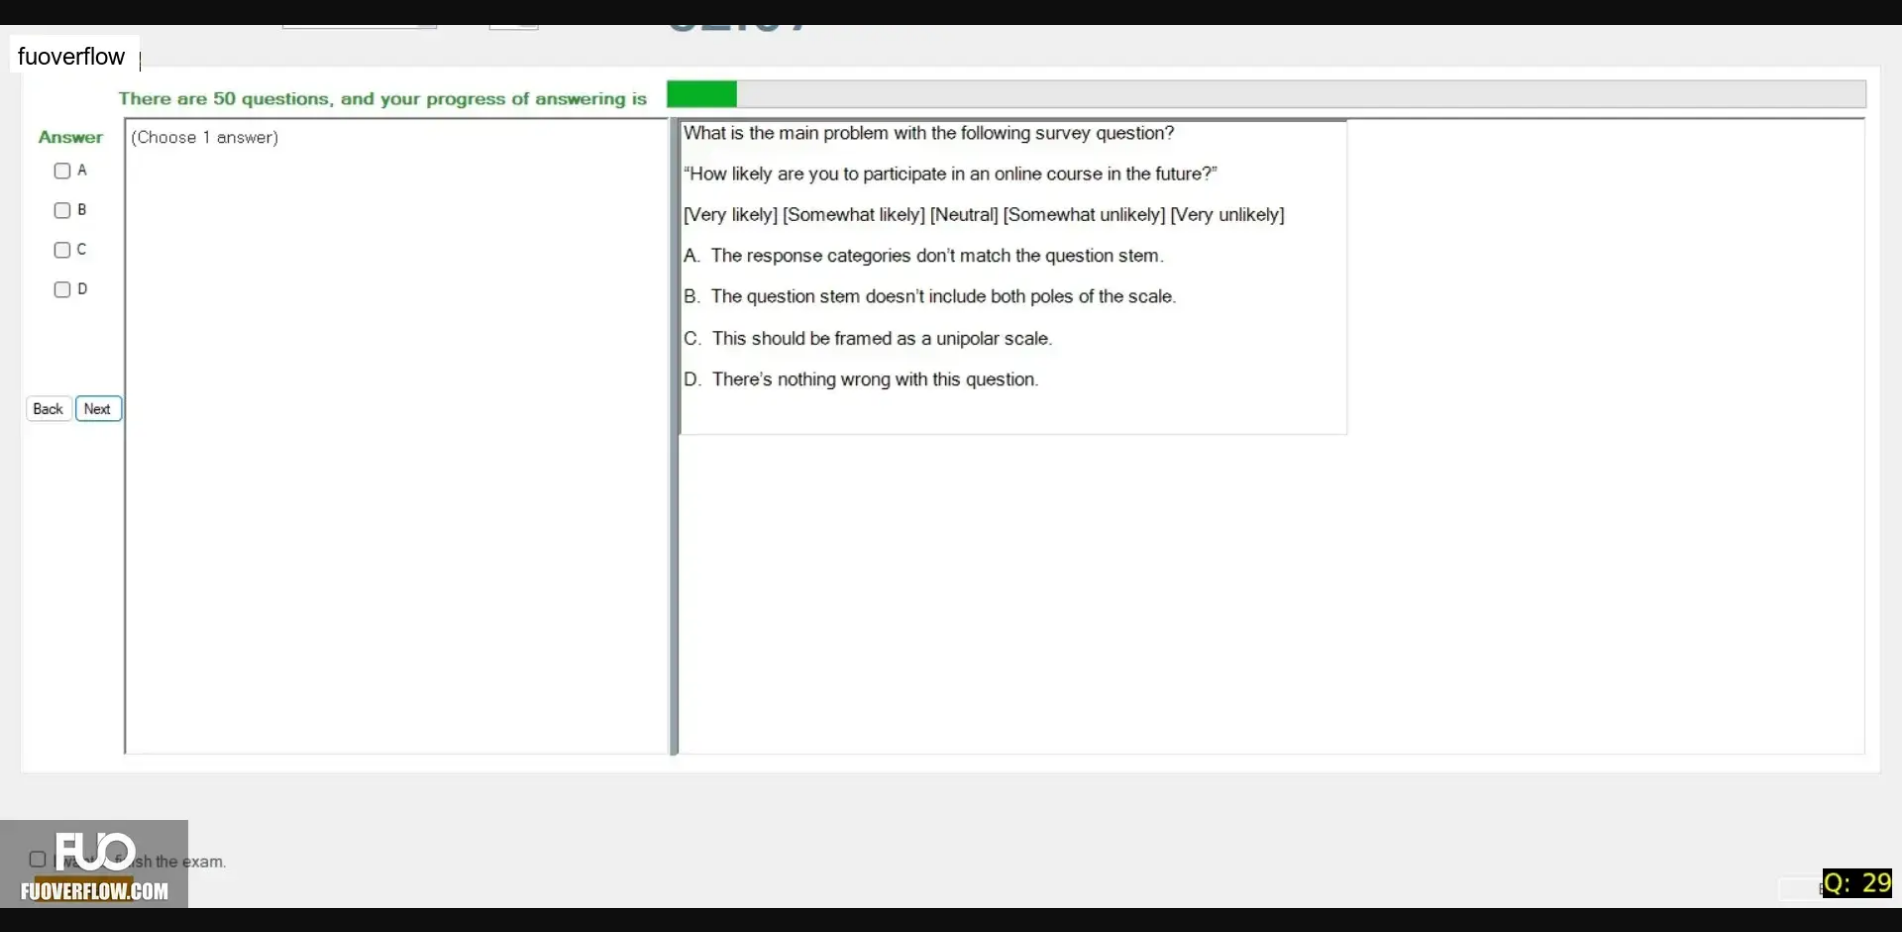 fuoverflow
There are 50 questions, and your progress of answering is
Answer
(Choose 1 answer)
A
B
C
D
Back
Next
What is the main problem with the following survey question?
“How likely are you to participate in an online course in the future?”
[Very likely] [Somewhat likely] [Neutral] [Somewhat unlikely] [Very unlikely]
A. The response categories don’t match the question stem.
B. The question stem doesn’t include both poles of the scale.
C. This should be framed as a unipolar scale.
D. There’s nothing wrong with this question.
FUO
the exam.
FUOVERFLOW.COM
Q: 29